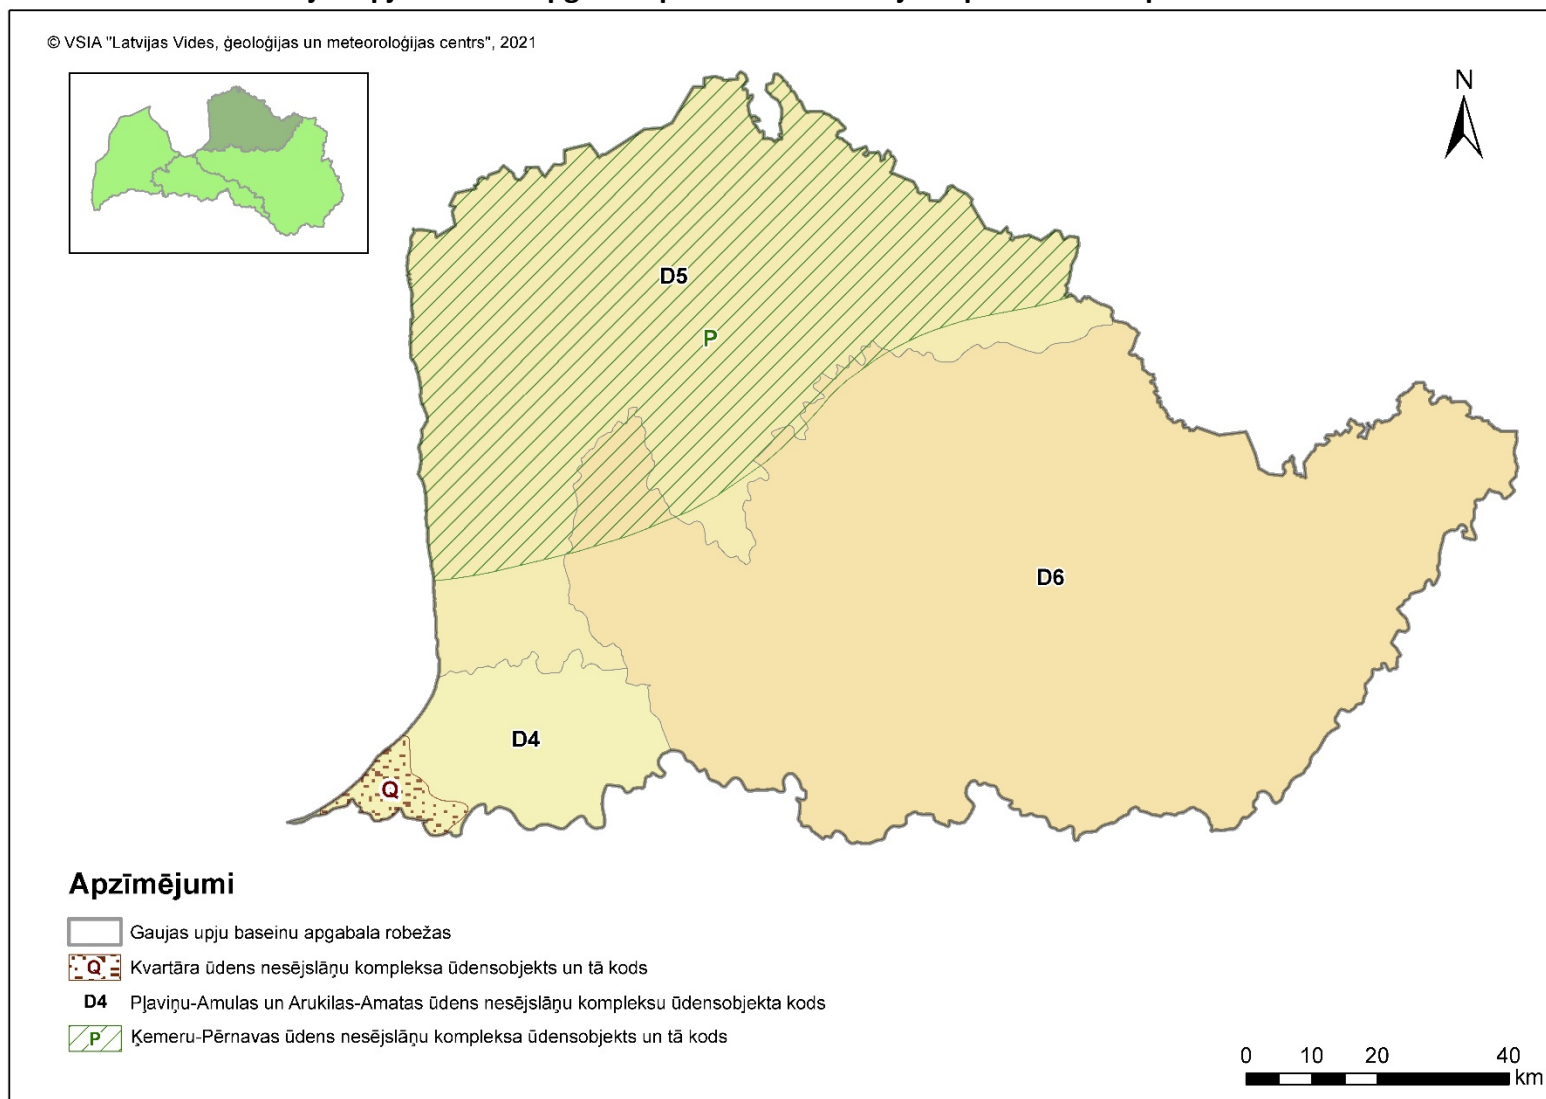 © VSIA "Latvijas Vides, ģeoloģijas un meteoroloģijas centrs", 2021
N
D5
P
D6
D4
Q
Apzīmējumi
Gaujas upju baseinu apgabala robežas
Q Kvartāra ūdens nesējslāņu kompleksa ūdensobjekts un tā kods
D4 Pļaviņu-Amulas un Arukilas-Amatas ūdens nesējslāņu kompleksu ūdensobjekta kods
P Ķemeru-Pērnavas ūdens nesējslāņu kompleksa ūdensobjekts un tā kods
0 10 20 40
km